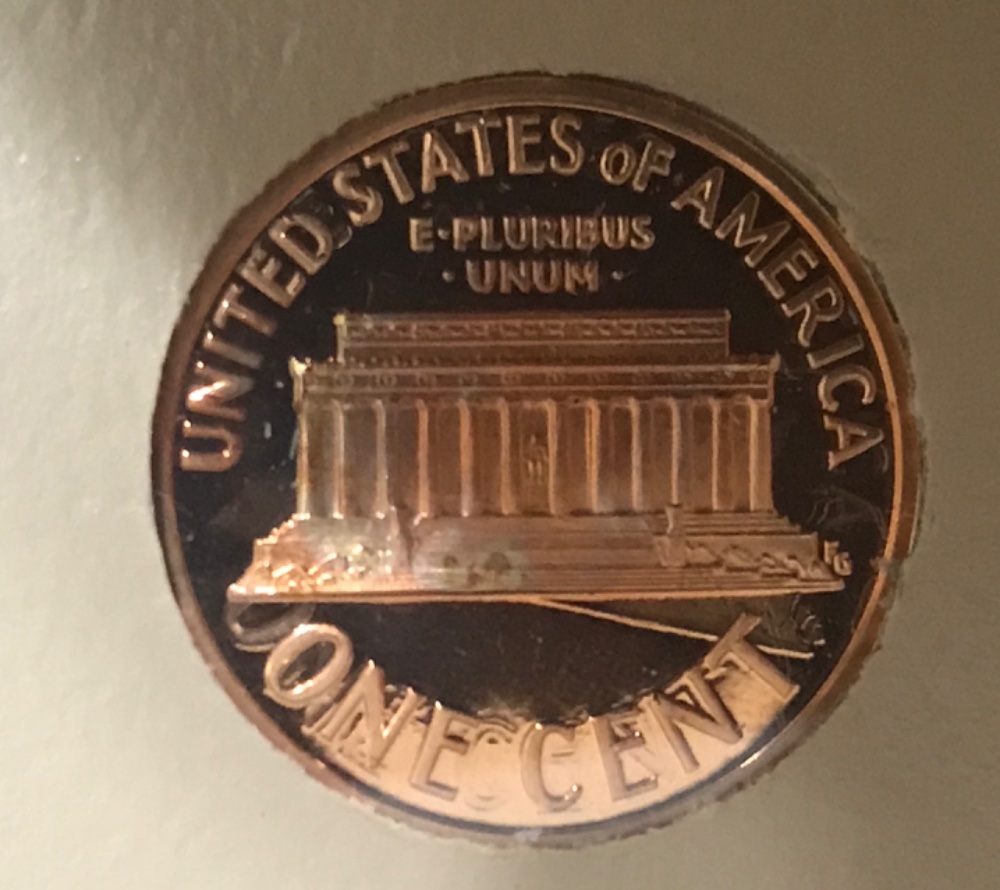 UNITED STATES OF AMERICA
E·PLURIBUS
·UNUM·
FG
ONE CENT